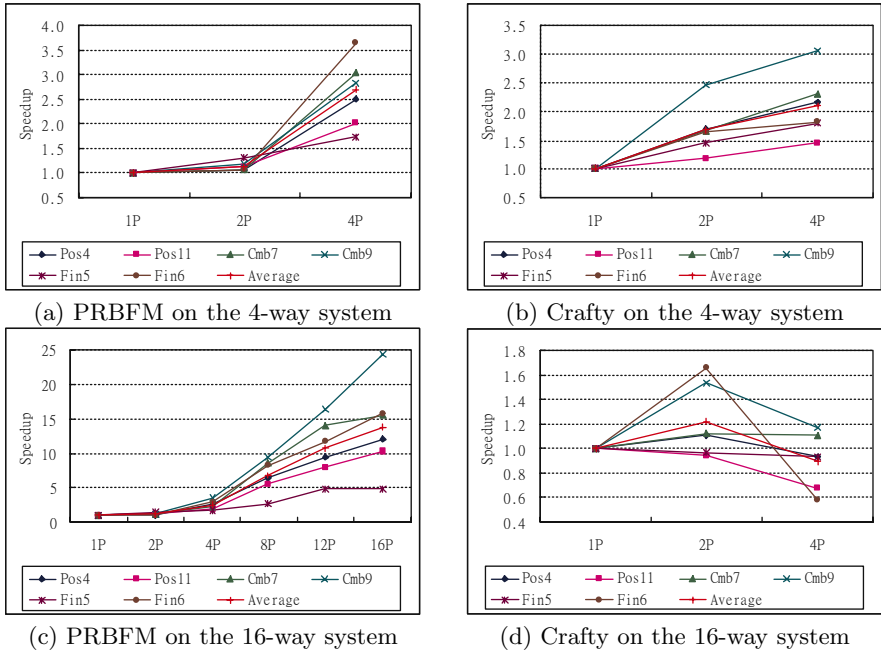 4.0
3.5
3.0
2.5
2.0
1.5
1.0
0.5
Speedup
1P 2P 4P
Pos4 Pos11 Cmb7 Cmb9
Fin5 Fin6 Average
(a) PRBFM on the 4-way system
3.5
3.0
2.5
2.0
1.5
1.0
0.5
Speedup
1P 2P 4P
Pos4 Pos11 Cmb7 Cmb9
Fin5 Fin6 Average
(b) Crafty on the 4-way system
25
20
15
10
5
0
Speedup
1P 2P 4P 8P 12P 16P
Pos4 Pos11 Cmb7 Cmb9
Fin5 Fin6 Average
(c) PRBFM on the 16-way system
1.8
1.6
1.4
1.2
1.0
0.8
0.6
0.4
Speedup
1P 2P 4P
Pos4 Pos11 Cmb7 Cmb9
Fin5 Fin6 Average
(d) Crafty on the 16-way system